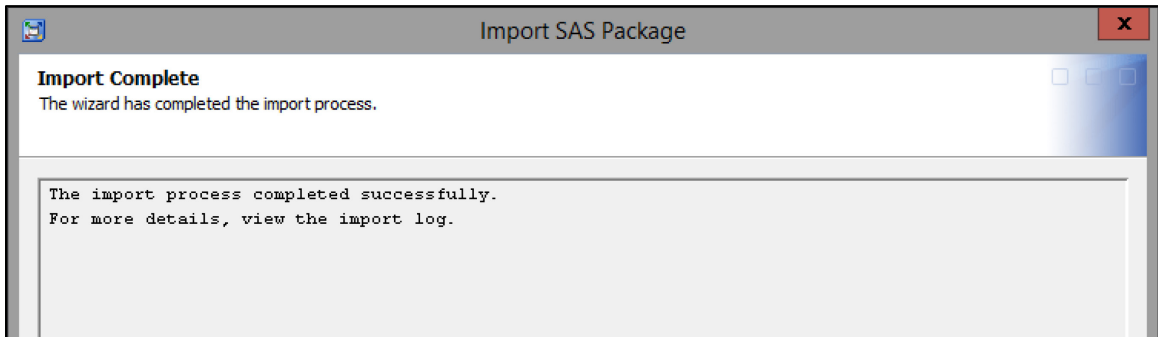 Import SAS Package
x
Import Complete
The wizard has completed the import process.
The import process completed successfully.
For more details, view the import log.